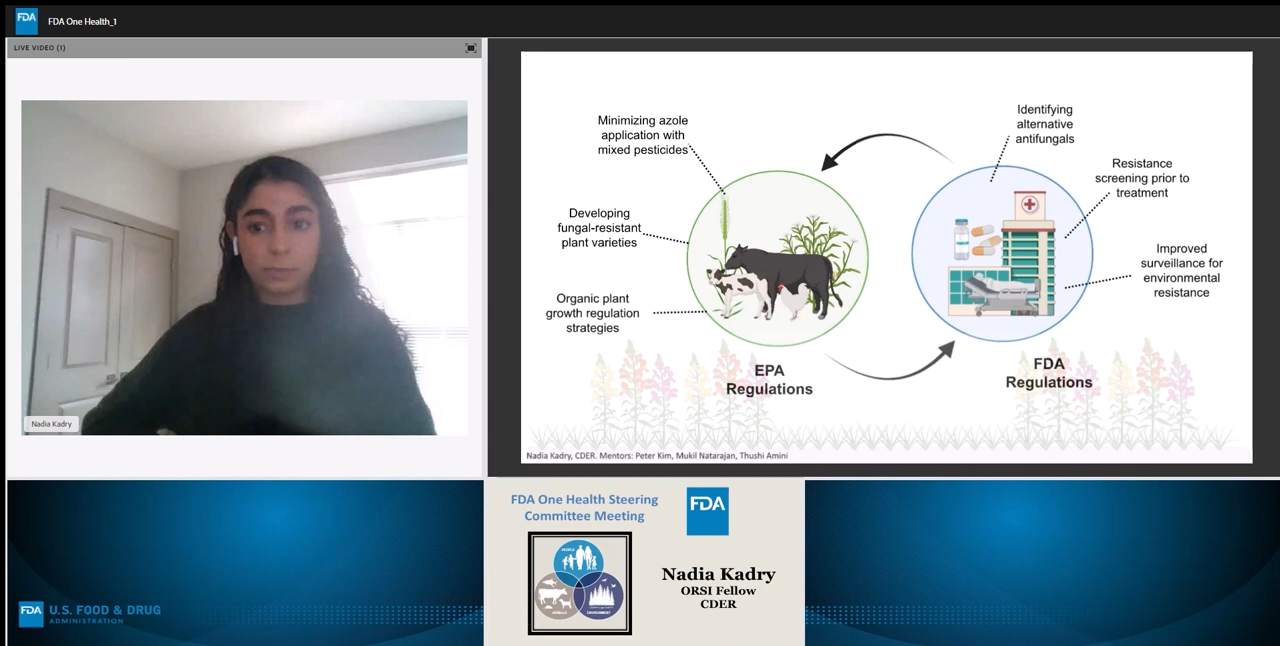 FDA
FDA One Health_1
LIVE VIDEO (1)
Nadia Kadry
Minimizing azole
application with
mixed pesticides
Developing
fungal-resistant
plant varieties
Organic plant
growth regulation
strategies
EPA
Regulations
Identifying
alternative
antifungals
Resistance
screening prior to
treatment
Improved
surveillance for
environmental
resistance
FDA
Regulations
Nadia Kadry, CDER. Mentors: Peter Kim, Mukil Natarajan, Thushi Amini
FDA
U.S. FOOD & DRUG
ADMINISTRATION
FDA One Health Steering
Committee Meeting
PEOPLE
ANIMALS
ENVIRONMENT
FDA
Nadia Kadry
ORSI Fellow
CDER